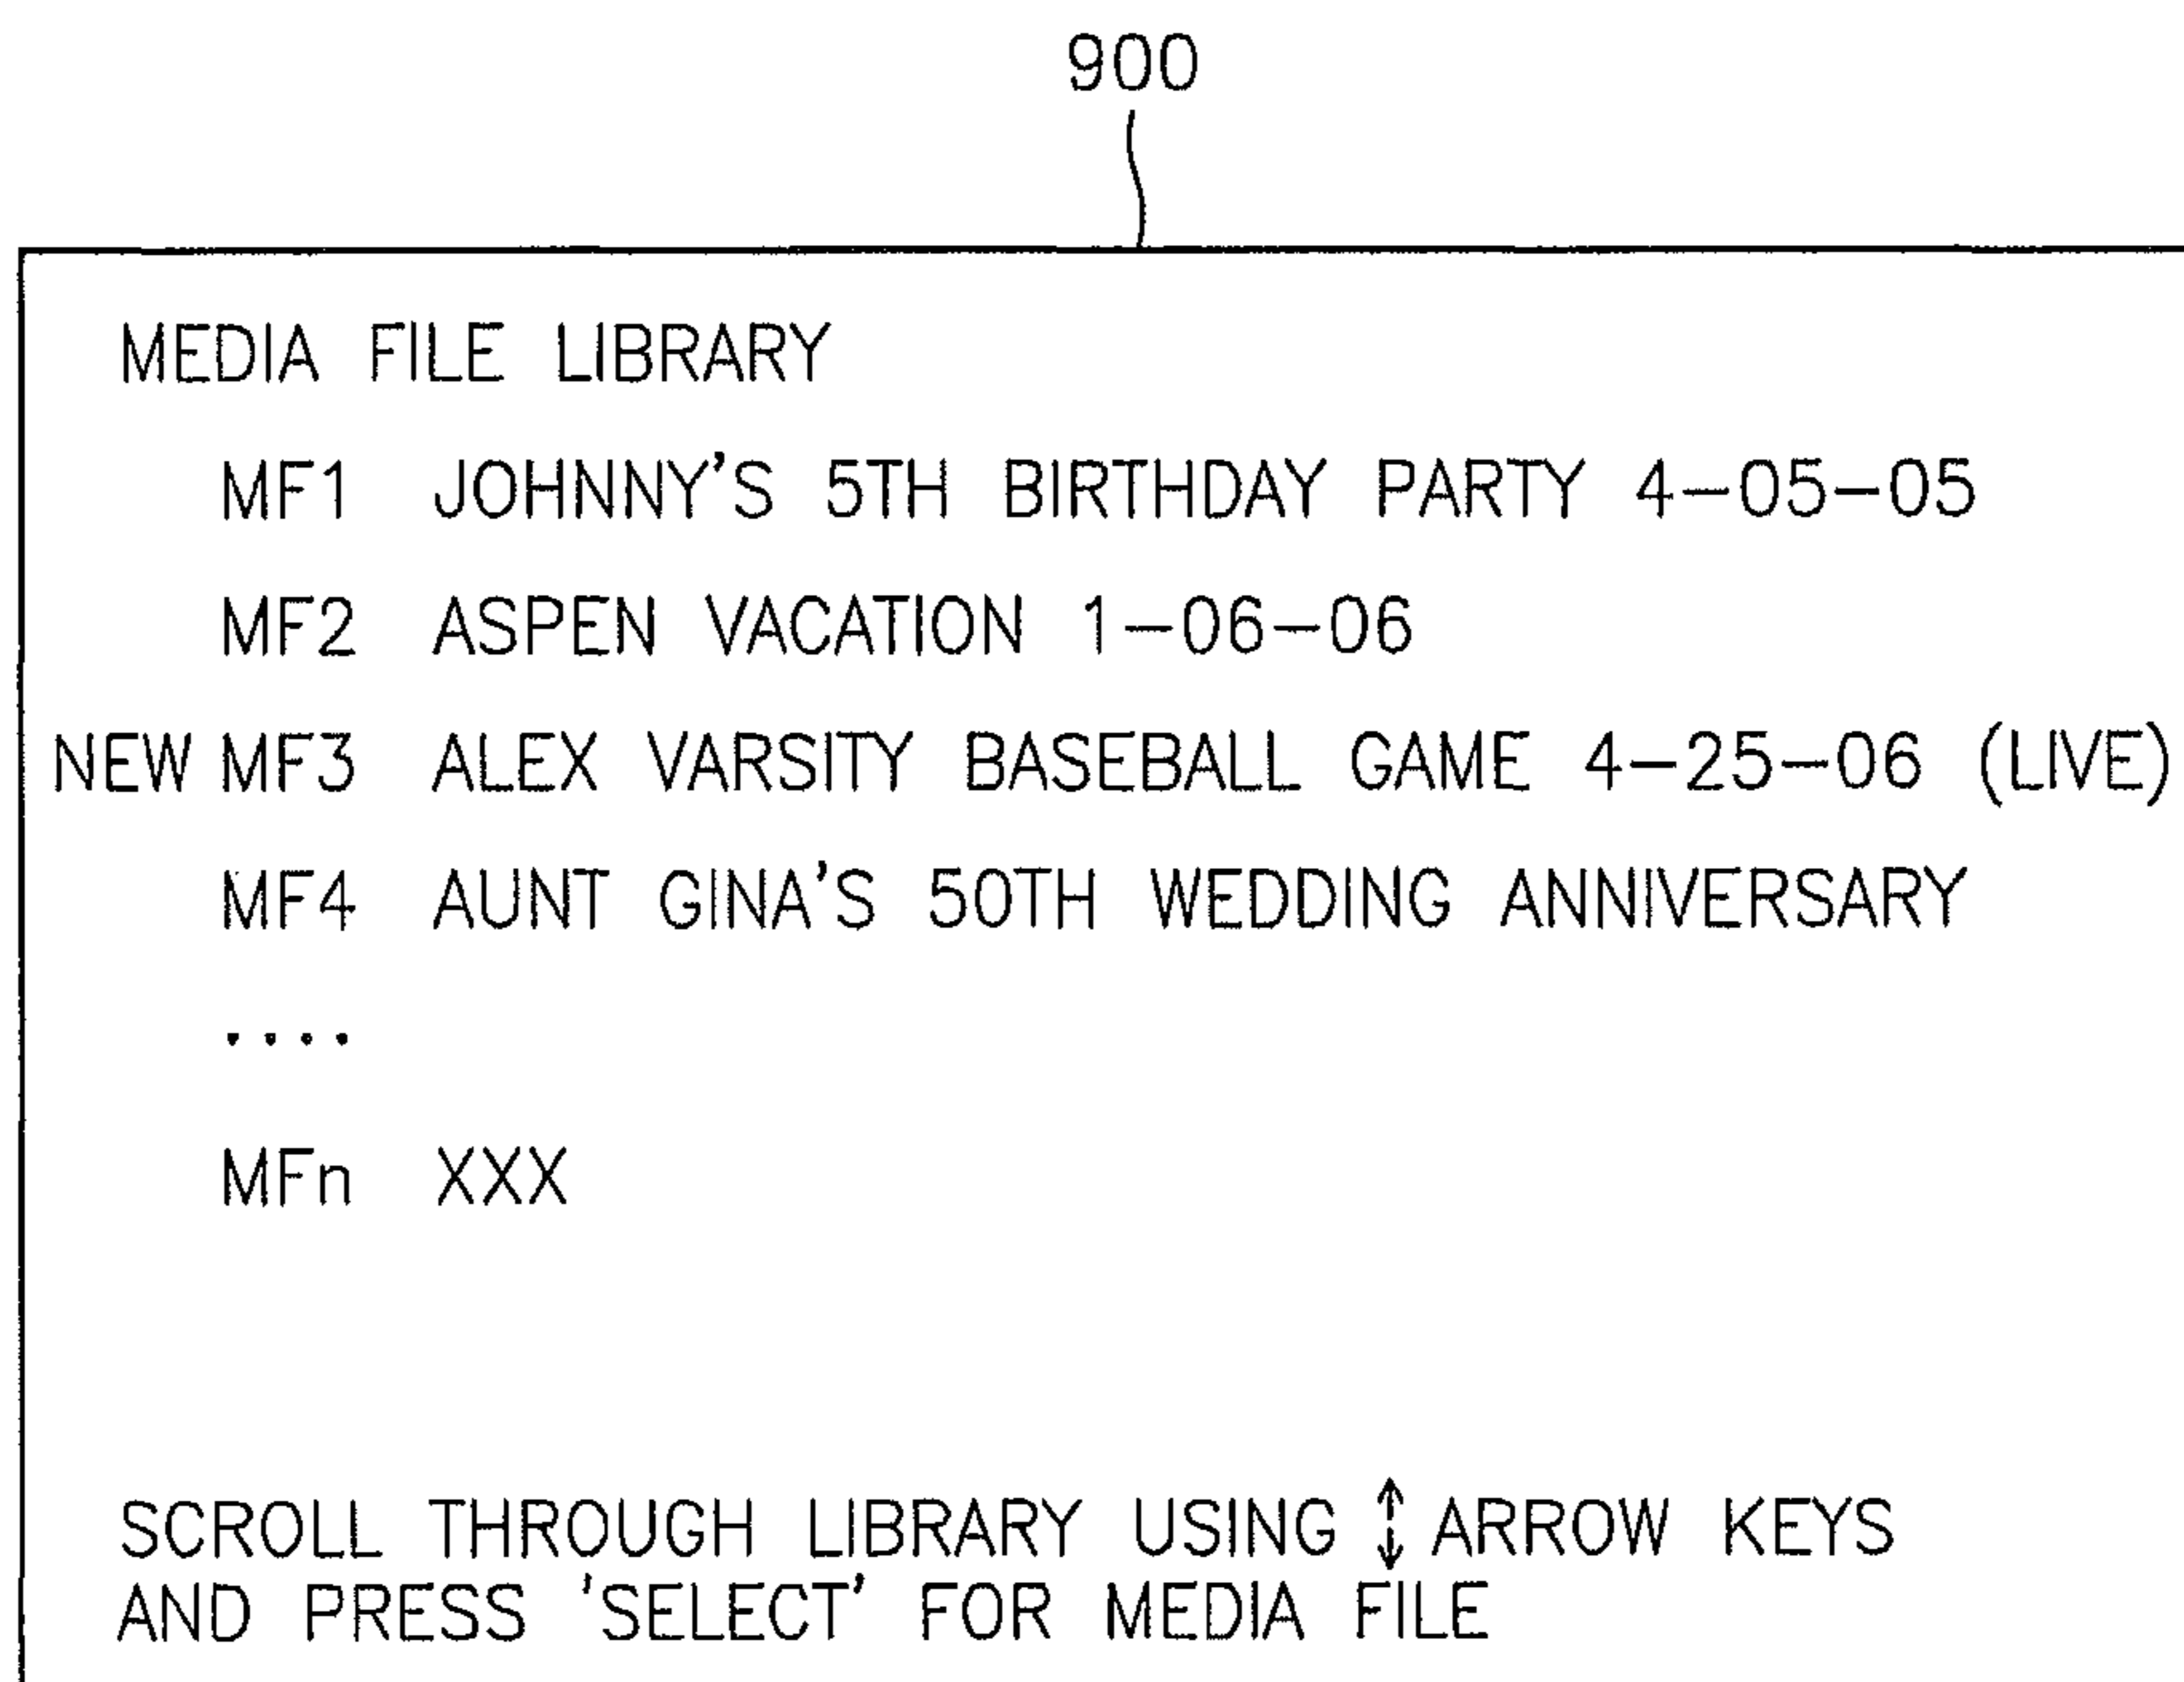 900
MEDIA FILE LIBRARY
MF1 JOHNNY'S 5TH BIRTHDAY PARTY 4-05-05
MF2 ASPEN VACATION 1-06-06
NEW MF3 ALEX VARSITY BASEBALL GAME 4-25-06 (LIVE)
MF4 AUNT GINA'S 50TH WEDDING ANNIVERSARY
....
MFn XXX
SCROLL THROUGH LIBRARY USING ↕ ARROW KEYS
AND PRESS 'SELECT' FOR MEDIA FILE